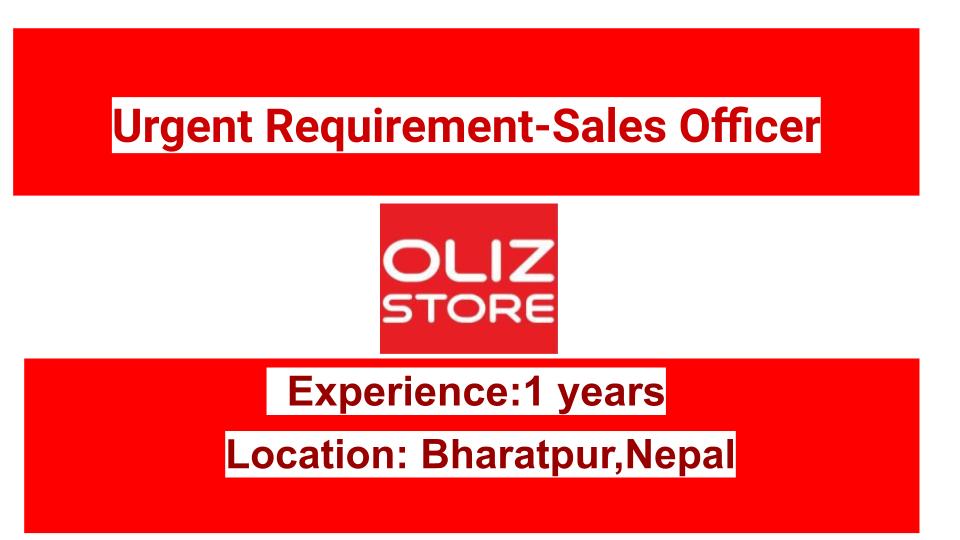 Urgent Requirement-Sales Officer
OLIZ
STORE
Experience:1 years
Location: Bharatpur,Nepal